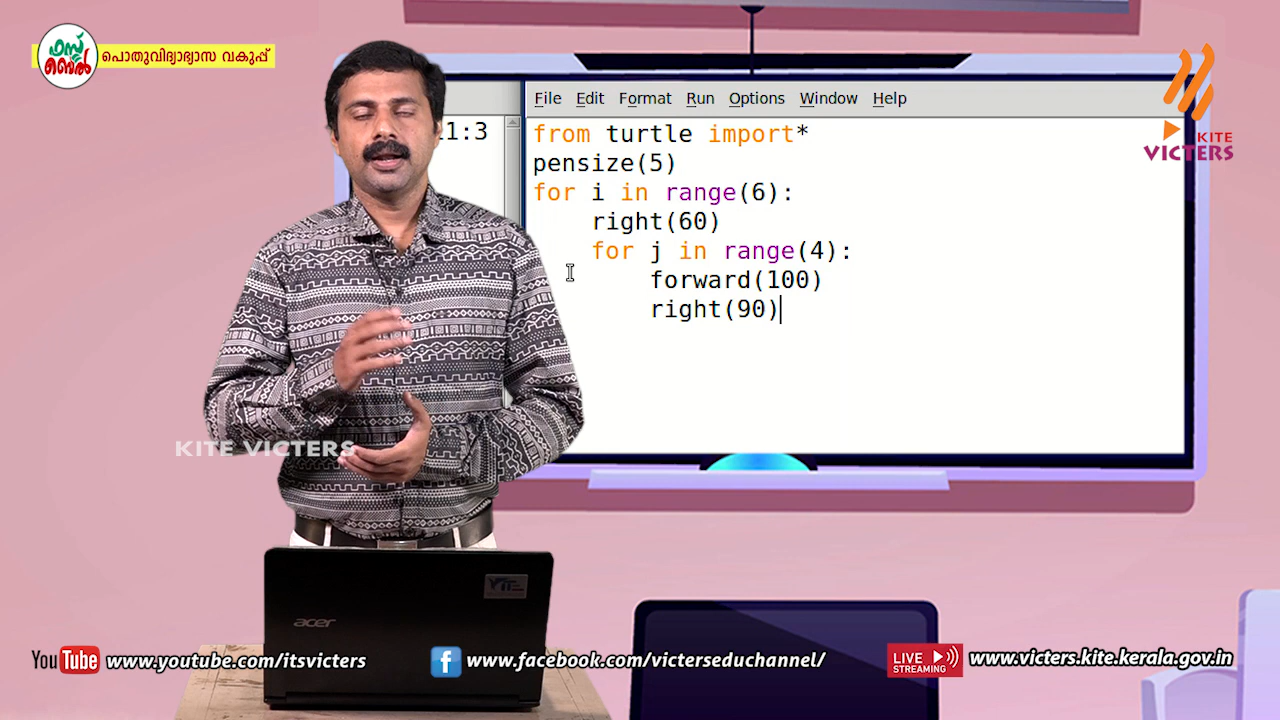 ഫസ്റ്റ്
ബെൽ
പൊതുവിദ്യാഭ്യാസ വകുപ്പ്
11:3
File Edit Format Run Options Window Help
from turtle import*
pensize(5)
for i in range(6):
    right(60)
    for j in range(4):
        forward(100)
        right(90)
KITE
VICTERS
KITE VICTERS
acer
YouTube www.youtube.com/itsvicters
f www.facebook.com/victerseduchannel/
LIVE
STREAMING
www.victers.kite.kerala.gov.in